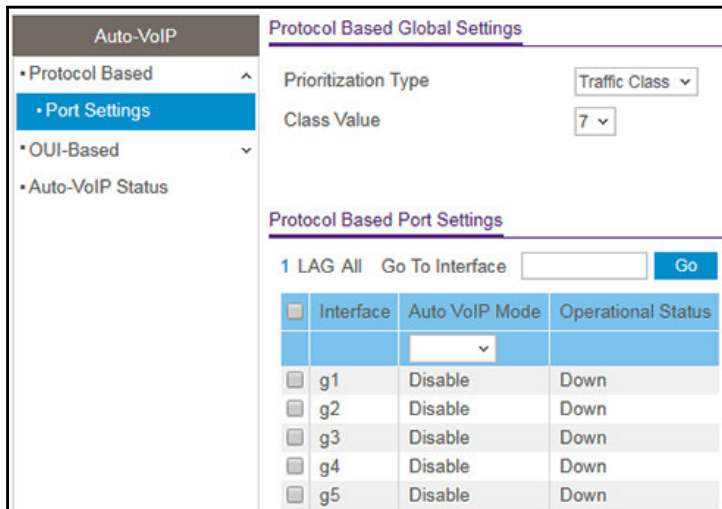 Auto-VoIP
Protocol Based
Port Settings
OUI-Based
Auto-VoIP Status
Protocol Based Global Settings
Prioritization Type Traffic Class
Class Value 7
Protocol Based Port Settings
1 LAG All Go To Interface Go
Interface Auto VoIP Mode Operational Status
g1 Disable Down
g2 Disable Down
g3 Disable Down
g4 Disable Down
g5 Disable Down